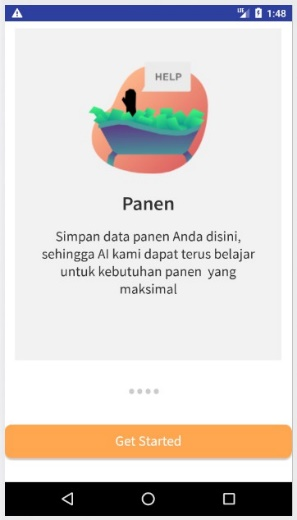 LTE 1:48
HELP
Panen
Simpan data panen Anda disini,
sehingga AI kami dapat terus belajar
untuk kebutuhan panen yang
maksimal
Get Started